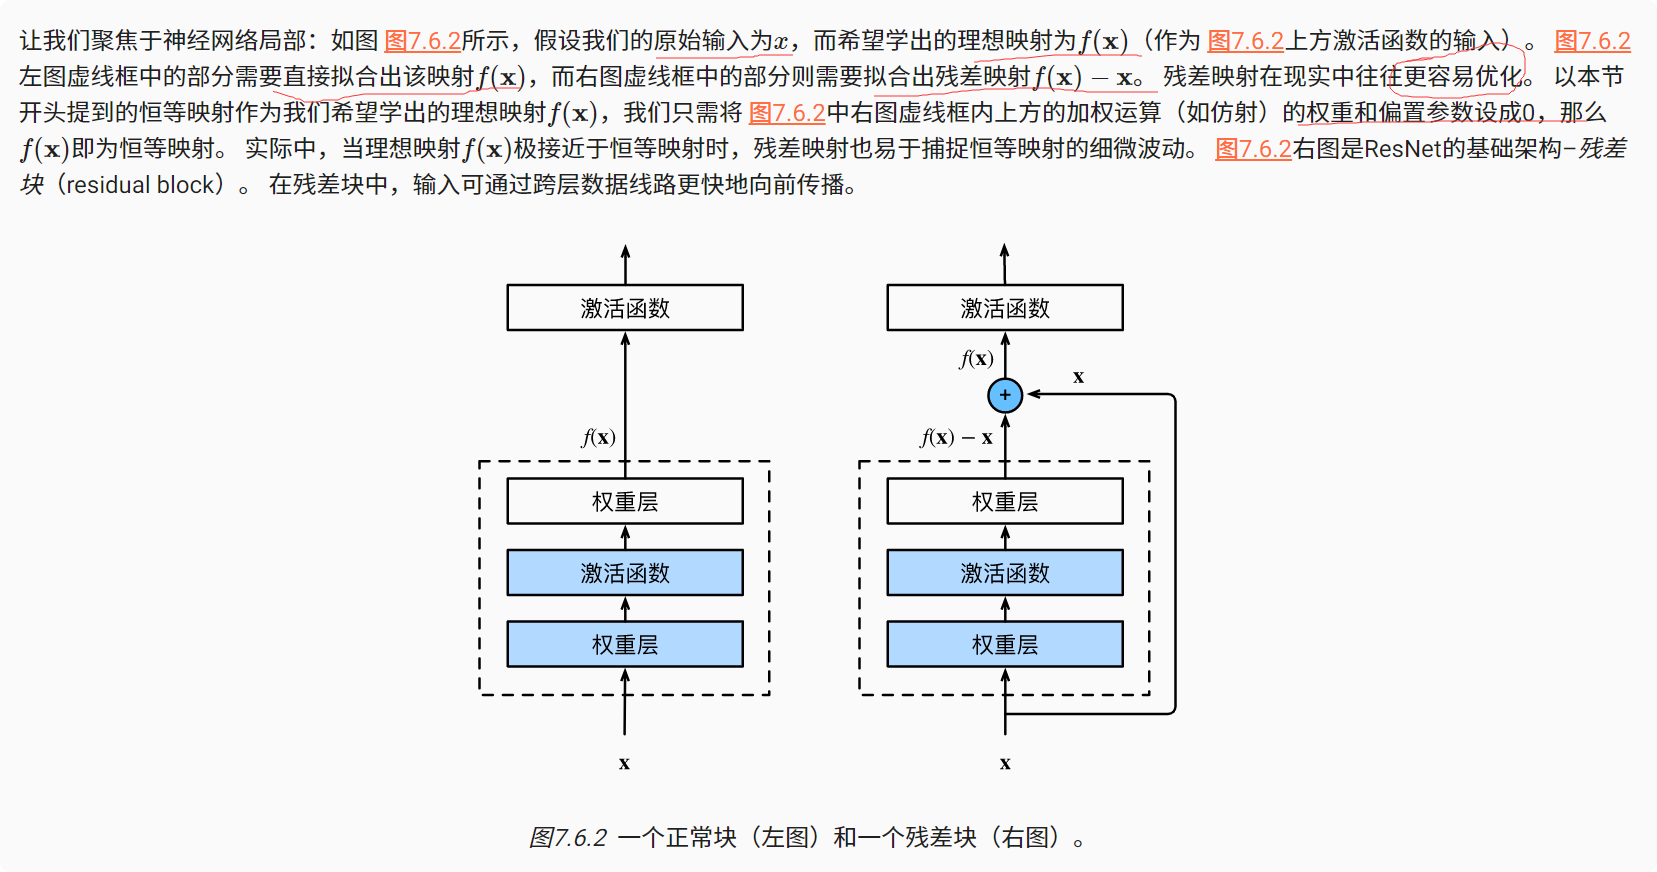 让我们聚焦于神经网络局部：如图 图7.6.2所示，假设我们的原始输入为x，而希望学出的理想映射为f(x)（作为 图7.6.2上方激活函数的输入）。 图7.6.2
左图虚线框中的部分需要直接拟合出该映射f(x)，而右图虚线框中的部分则需要拟合出残差映射f(x) − x。 残差映射在现实中往往更容易优化。 以本节
开头提到的恒等映射作为我们希望学出的理想映射f(x)，我们只需将 图7.6.2中右图虚线框内上方的加权运算（如仿射）的权重和偏置参数设成0，那么
f(x)即为恒等映射。 实际中，当理想映射f(x)极接近于恒等映射时，残差映射也易于捕捉恒等映射的细微波动。 图7.6.2右图是ResNet的基础架构–残差
块（residual block）。 在残差块中，输入可通过跨层数据线路更快地向前传播。
激活函数
f(x)
权重层
激活函数
权重层
x
激活函数
f(x)
x
+
f(x) − x
权重层
激活函数
权重层
x
图7.6.2 一个正常块（左图）和一个残差块（右图）。